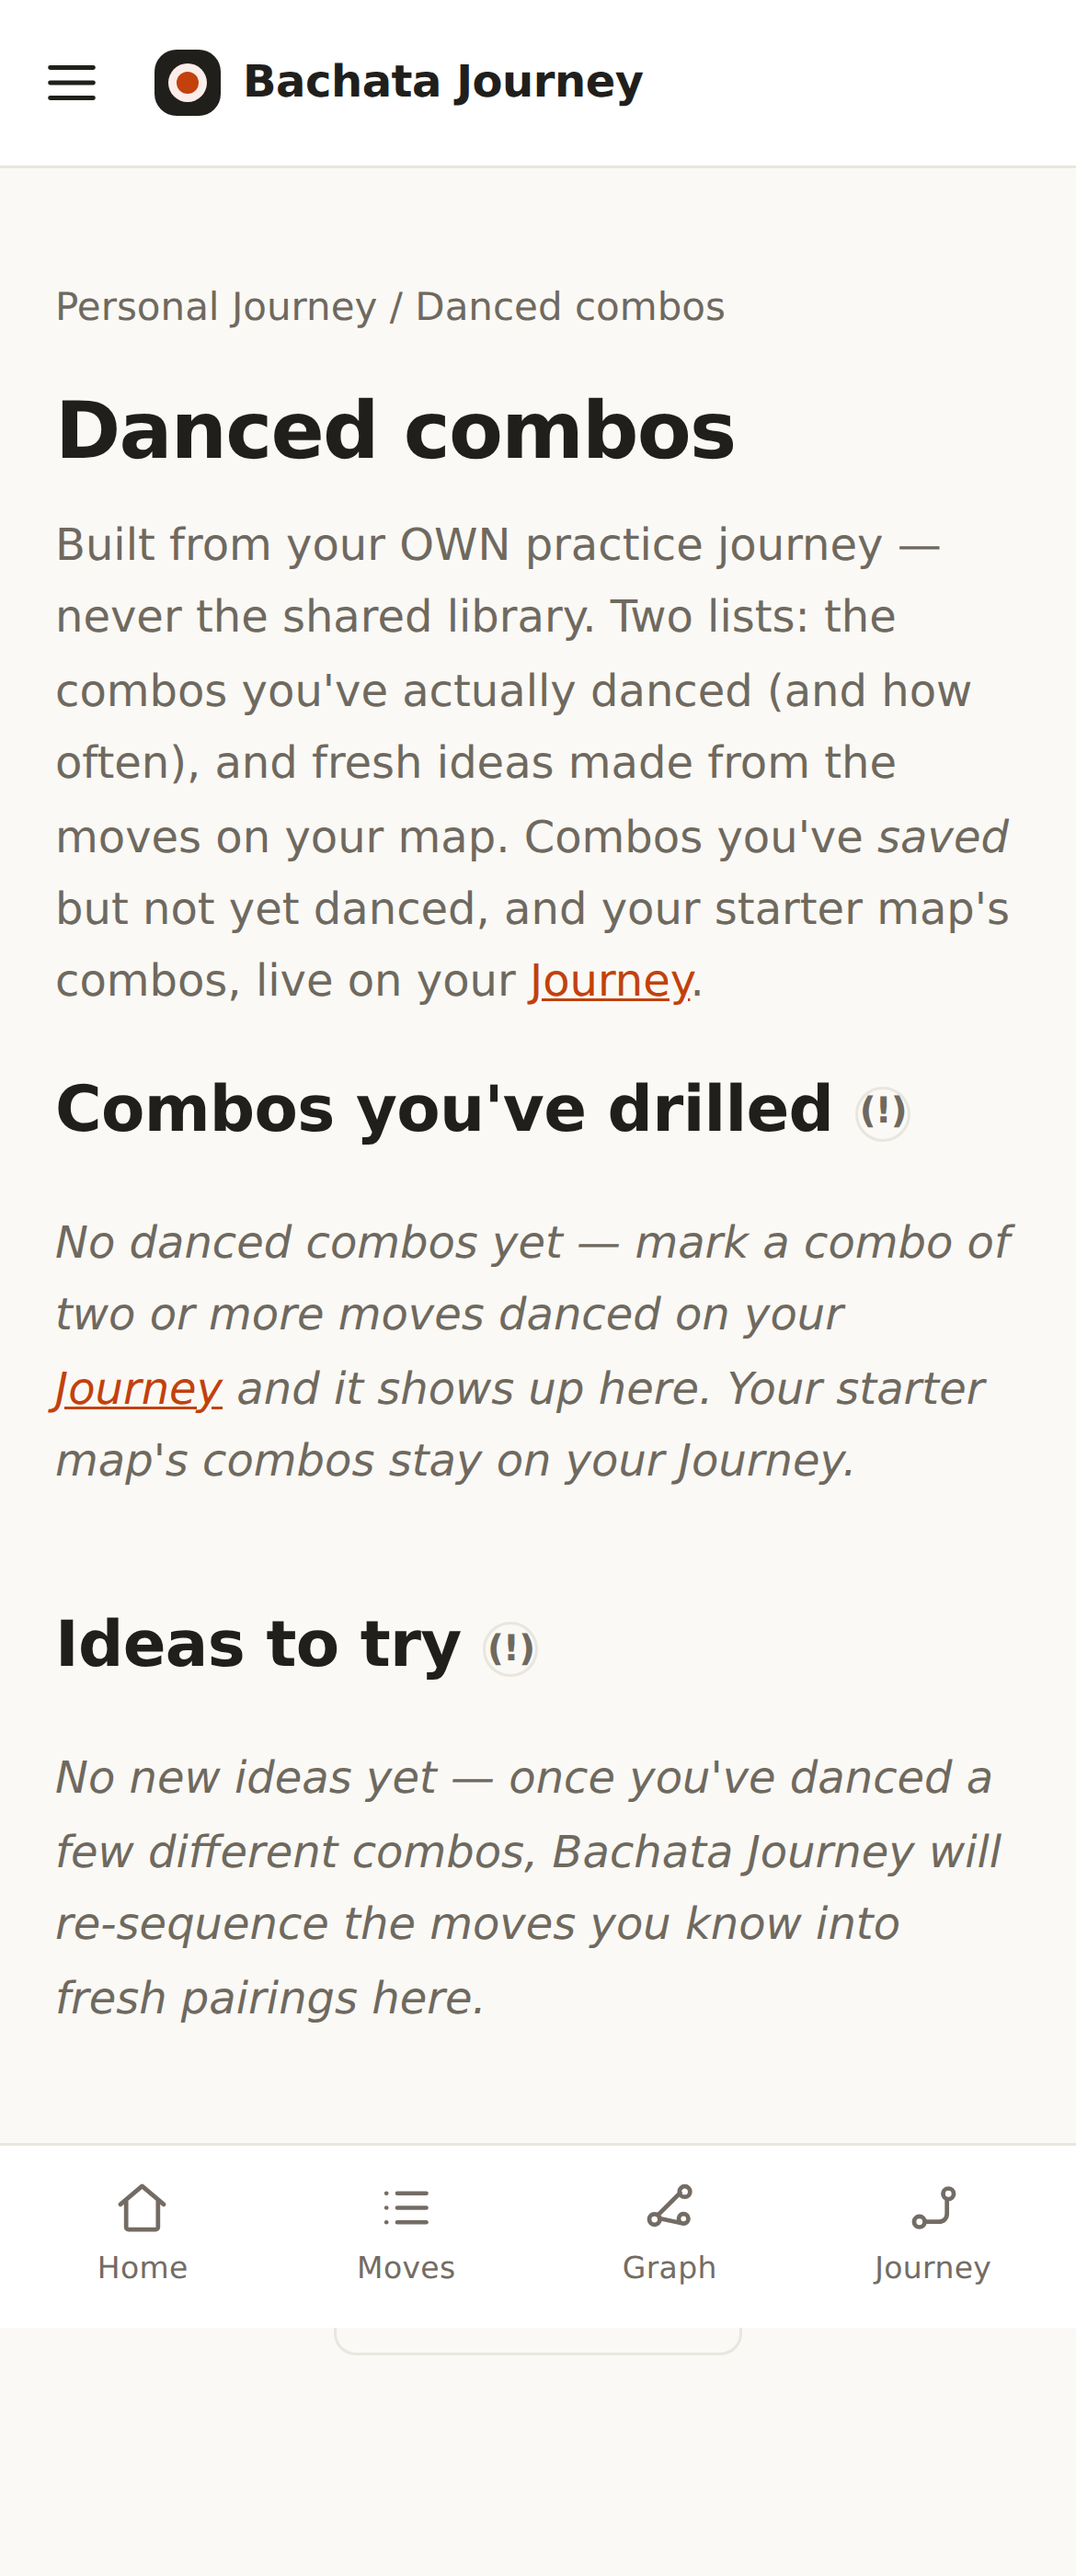 Bachata Journey
Personal Journey / Danced combos
Danced combos
Built from your OWN practice journey —
never the shared library. Two lists: the
combos you've actually danced (and how
often), and fresh ideas made from the
moves on your map. Combos you've saved
but not yet danced, and your starter map's
combos, live on your Journey.
Combos you've drilled (!)
No danced combos yet — mark a combo of
two or more moves danced on your
Journey and it shows up here. Your starter
map's combos stay on your Journey.
Ideas to try (!)
No new ideas yet — once you've danced a
few different combos, Bachata Journey will
re-sequence the moves you know into
fresh pairings here.
Home Moves Graph Journey